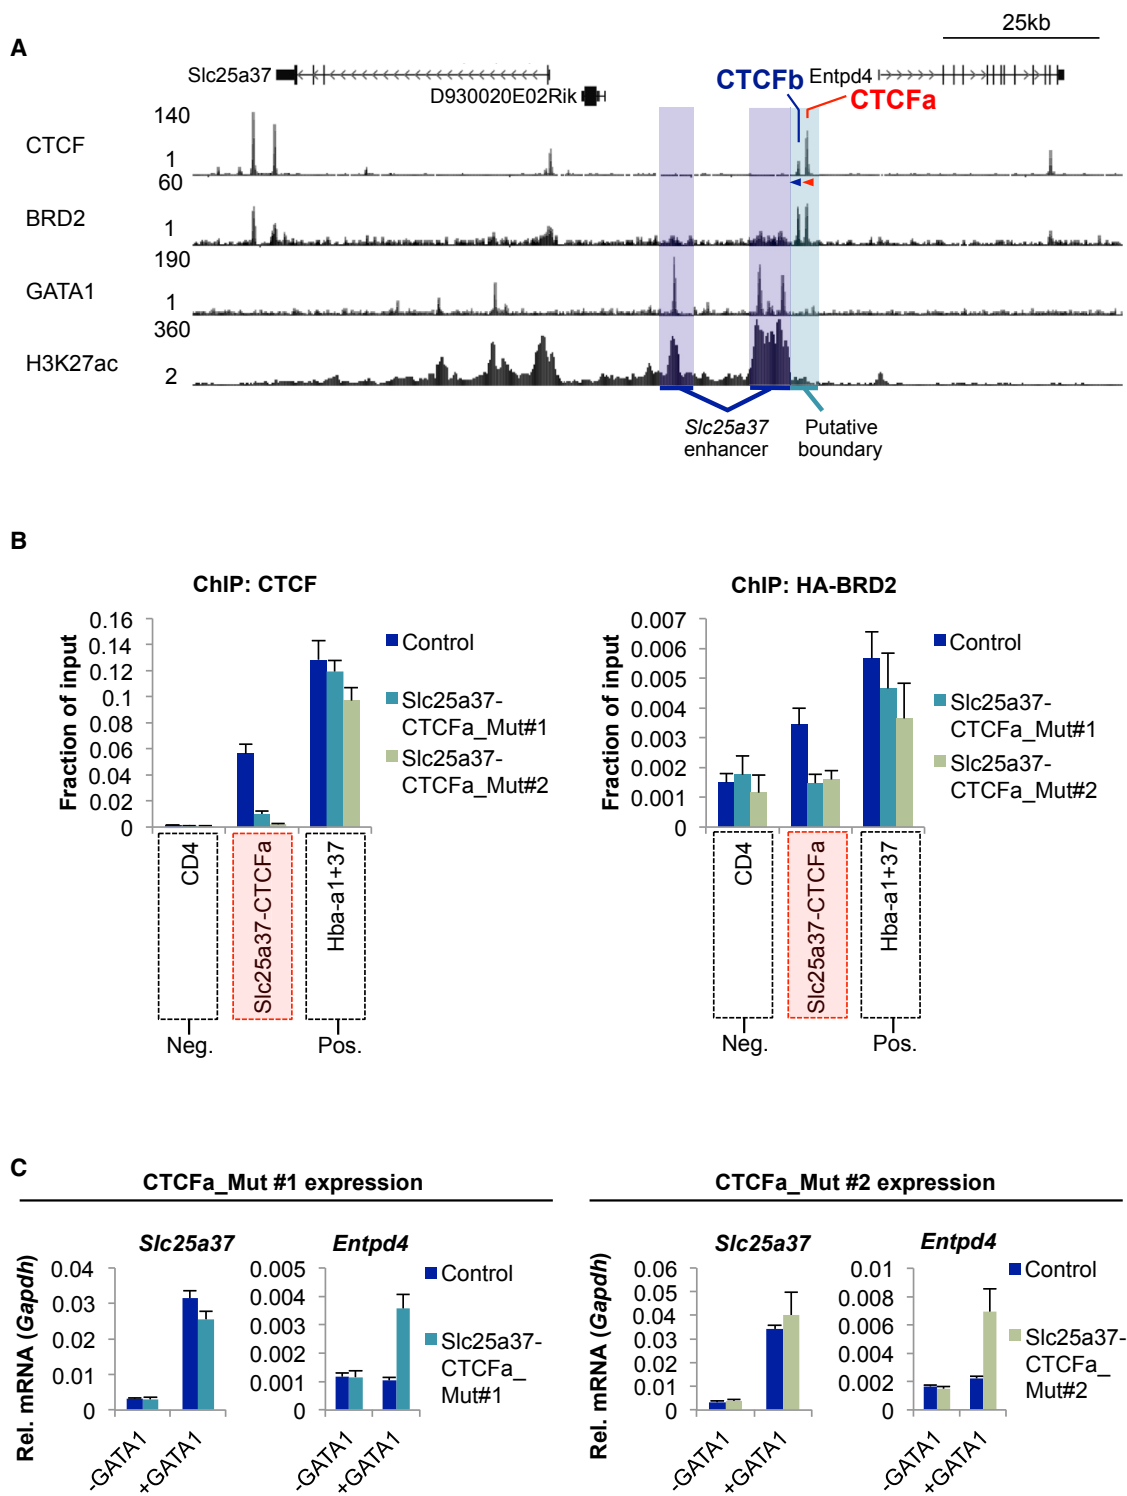 A
25kb
Slc25a37
D930020E02Rik
CTCFb
Entpd4
CTCFa
CTCF
140
1
BRD2
60
1
GATA1
190
1
H3K27ac
360
2
Slc25a37
enhancer
Putative
boundary
B
ChIP: CTCF
Fraction of input
0.16
0.14
0.12
0.1
0.08
0.06
0.04
0.02
0
Control
Slc25a37-
CTCFa_Mut#1
Slc25a37-
CTCFa_Mut#2
CD4
Slc25a37-CTCFa
Hba-a1+37
Neg.
Pos.
ChIP: HA-BRD2
Fraction of input
0.007
0.006
0.005
0.004
0.003
0.002
0.001
0
Control
Slc25a37-
CTCFa_Mut#1
Slc25a37-
CTCFa_Mut#2
CD4
Slc25a37-CTCFa
Hba-a1+37
Neg.
Pos.
C
CTCFa_Mut #1 expression
Rel. mRNA (Gapdh)
Slc25a37
0.04
0.03
0.02
0.01
0
-GATA1
+GATA1
Entpd4
0.005
0.004
0.003
0.002
0.001
0
-GATA1
+GATA1
Control
Slc25a37-
CTCFa_
Mut#1
CTCFa_Mut #2 expression
Rel. mRNA (Gapdh)
Slc25a37
0.06
0.05
0.04
0.03
0.02
0.01
0
-GATA1
+GATA1
Entpd4
0.01
0.008
0.006
0.004
0.002
0
-GATA1
+GATA1
Control
Slc25a37-
CTCFa_
Mut#2